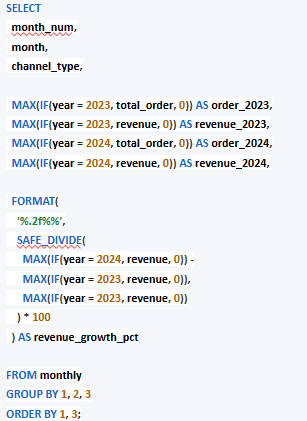 SELECT
month_num,
month,
channel_type,
MAX(IF(year = 2023, total_order, 0)) AS order_2023,
MAX(IF(year = 2023, revenue, 0)) AS revenue_2023,
MAX(IF(year = 2024, total_order, 0)) AS order_2024,
MAX(IF(year = 2024, revenue, 0)) AS revenue_2024,
FORMAT(
'%.2f%%',
SAFE_DIVIDE(
MAX(IF(year = 2024, revenue, 0)) -
MAX(IF(year = 2023, revenue, 0)),
MAX(IF(year = 2023, revenue, 0))
) * 100
) AS revenue_growth_pct
FROM monthly
GROUP BY 1, 2, 3
ORDER BY 1, 3;